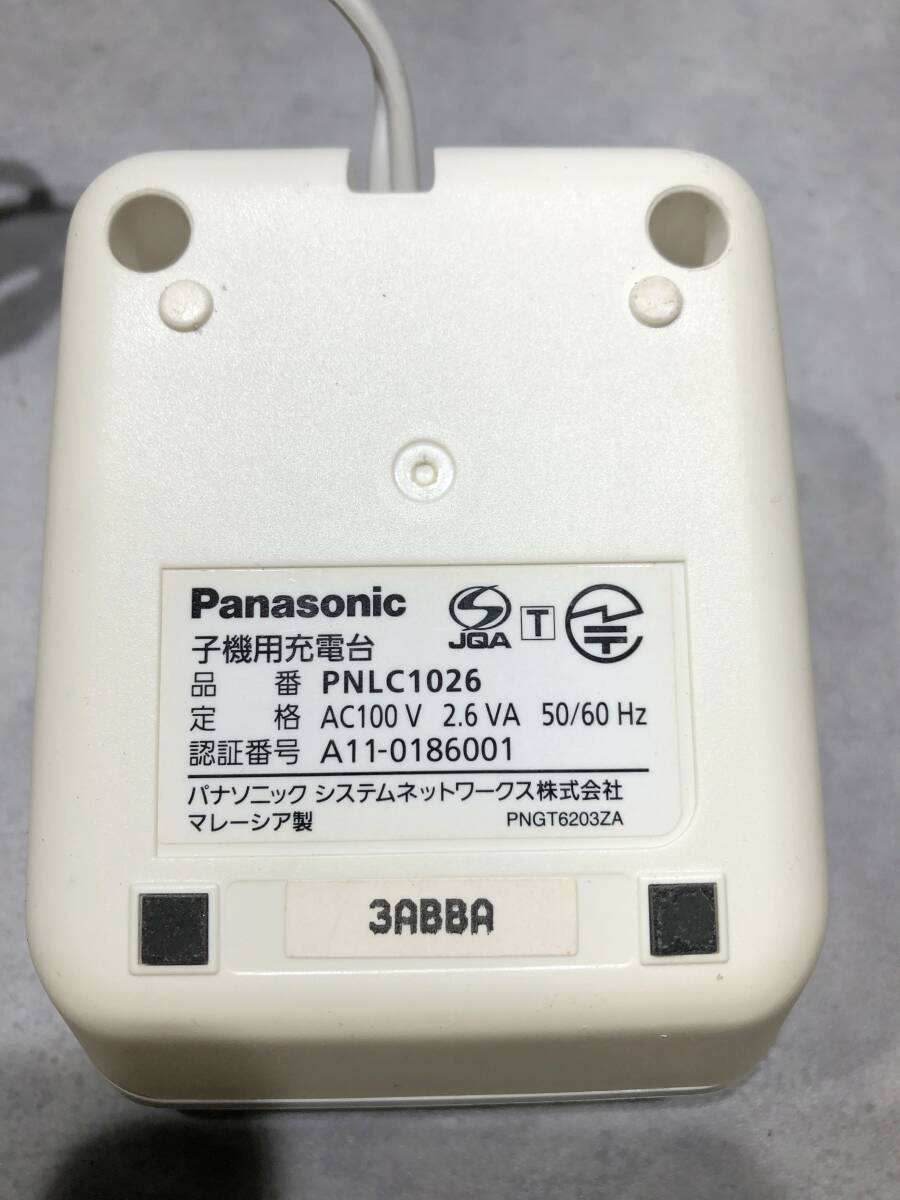 Panasonic
JQA T
子機用充電台
品 番 PNLC1026
定 格 AC100 V 2.6 VA 50/60 Hz
認証番号 A11-0186001
パナソニック システムネットワークス株式会社
マレーシア製 PNGT6203ZA
3ABBA